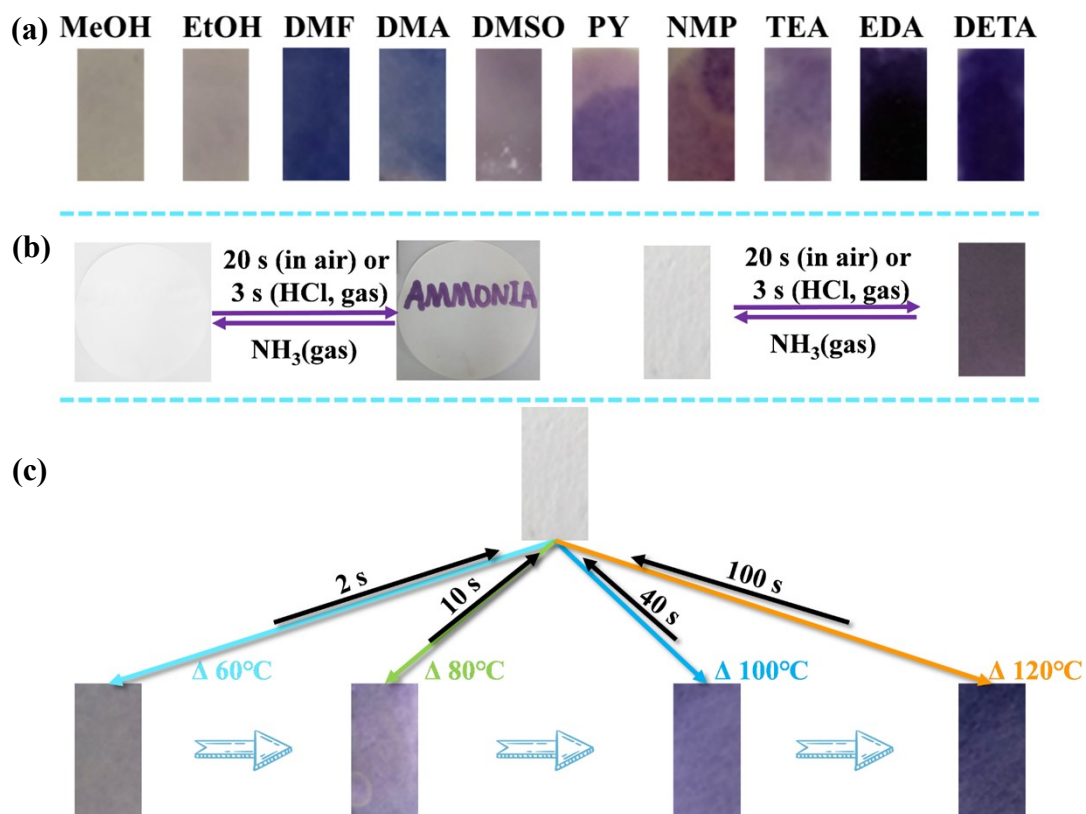 (a) MeOH EtOH DMF DMA DMSO PY NMP TEA EDA DETA
(b)
20 s (in air) or
3 s (HCl, gas)
NH₃(gas)
AMMONIA
20 s (in air) or
3 s (HCl, gas)
NH₃(gas)
(c)
2 s
10 s
40 s
100 s
Δ 60°C
Δ 80°C
Δ 100°C
Δ 120°C